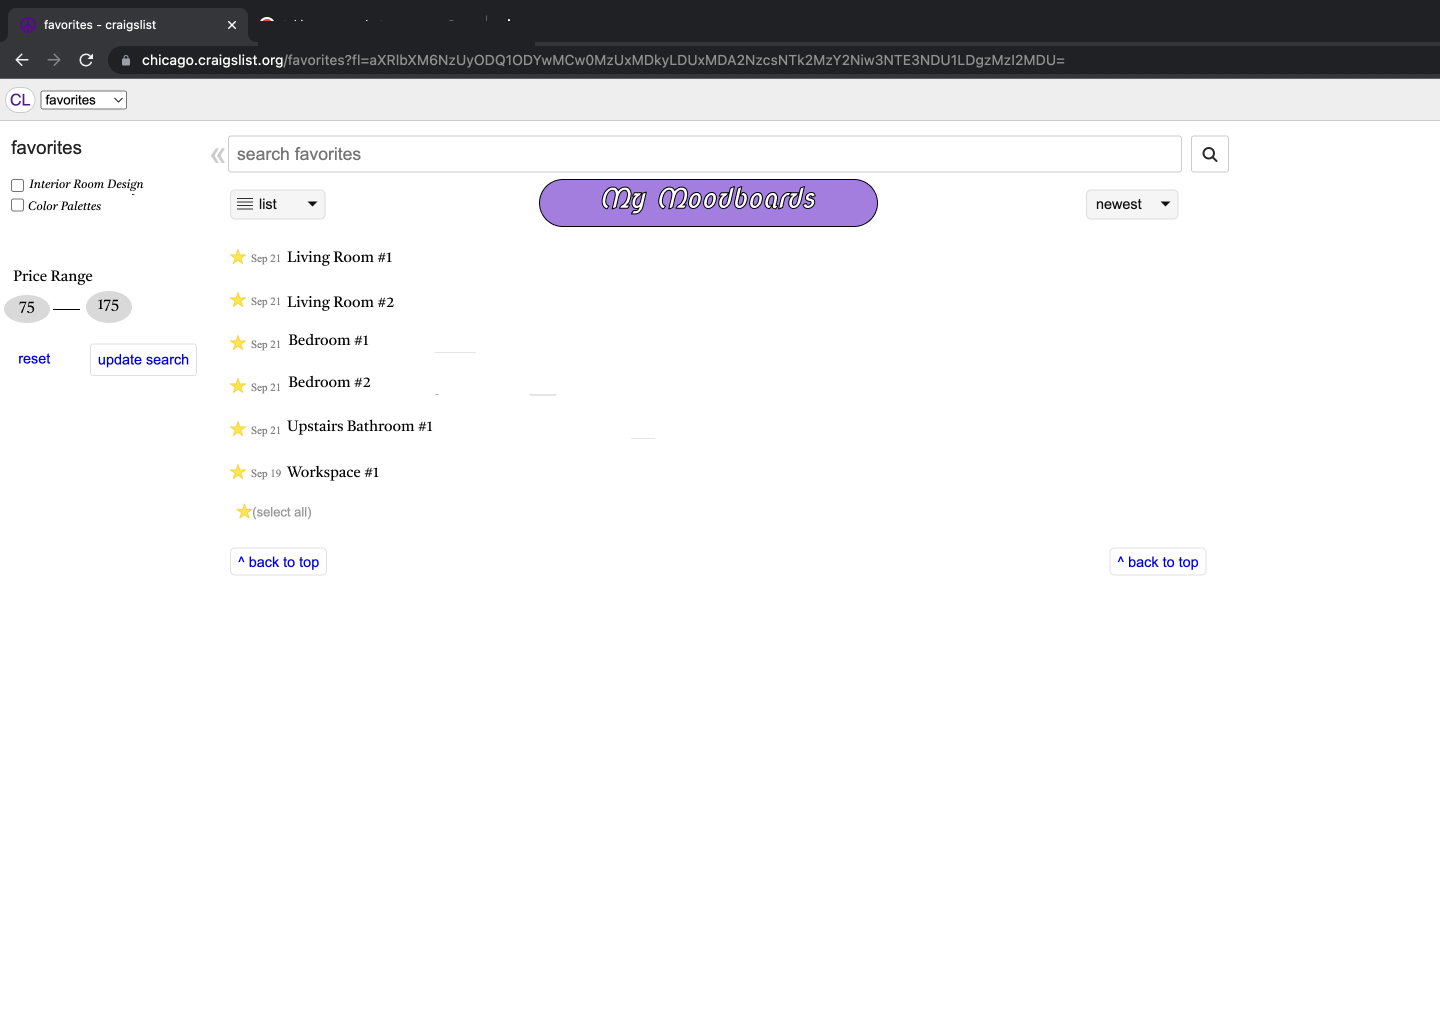 favorites - craigslist
chicago.craigslist.org/favorites?fl=aXRlbXM6NzUyODQ1ODYwMCw0MzUxMDkyLDUxMDA2NzcsNTk2MzY2Niw3NTE3NDU1LDgzMzI2MDU=
CL favorites
favorites
search favorites
Interior Room Design
Color Palettes
list
My Moodboards
newest
Sep 21 Living Room #1
Price Range
75 — 175
Sep 21 Living Room #2
Sep 21 Bedroom #1
reset
update search
Sep 21 Bedroom #2
Sep 21 Upstairs Bathroom #1
Sep 19 Workspace #1
(select all)
^ back to top
^ back to top